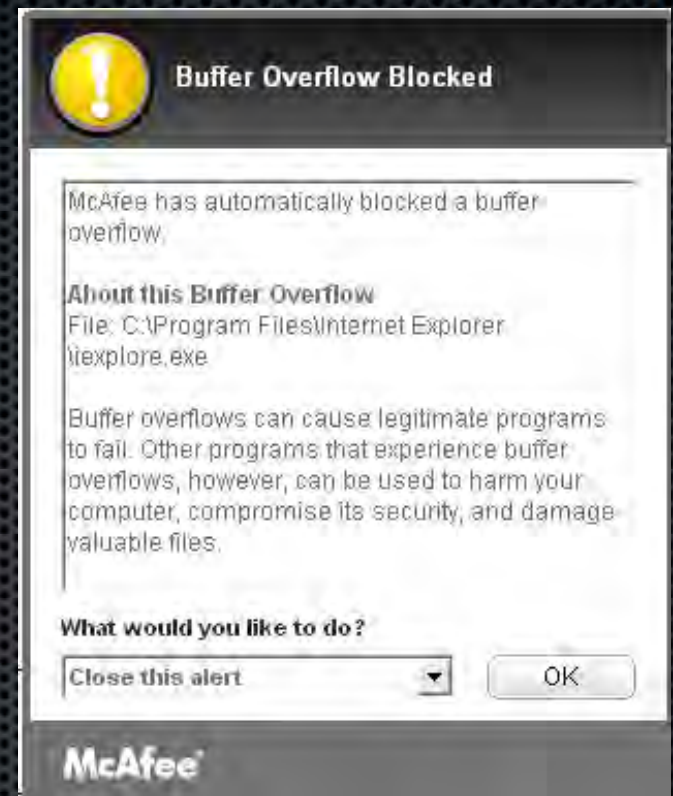 Buffer Overflow Blocked
McAfee has automatically blocked a buffer
overflow.
About this Buffer Overflow
File: C:\Program Files\Internet Explorer
\iexplore.exe
Buffer overflows can cause legitimate programs
to fail. Other programs that experience buffer
overflows, however, can be used to harm your
computer, compromise its security, and damage
valuable files.
What would you like to do?
Close this alert
OK
McAfee